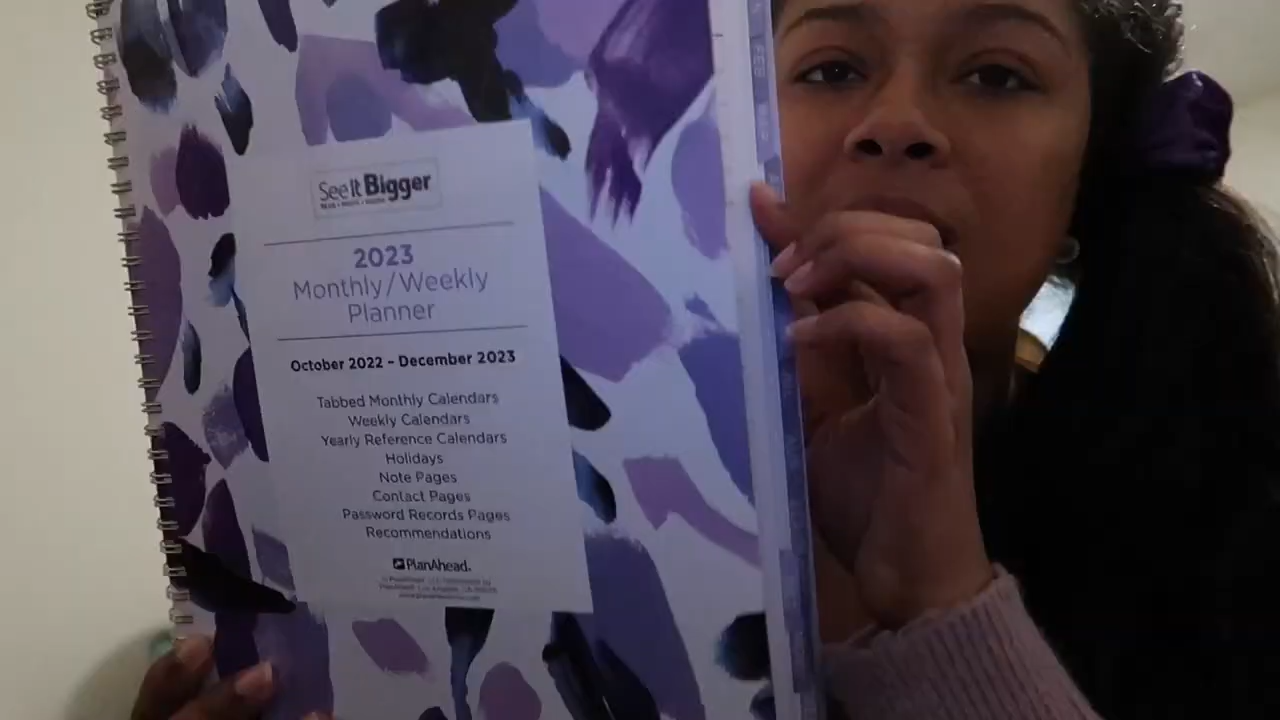 See It Bigger
2023
Monthly/Weekly
Planner
October 2022 - December 2023
Tabbed Monthly Calendars
Weekly Calendars
Yearly Reference Calendars
Holidays
Note Pages
Contact Pages
Password Records Pages
Recommendations
PlanAhead.
FEB